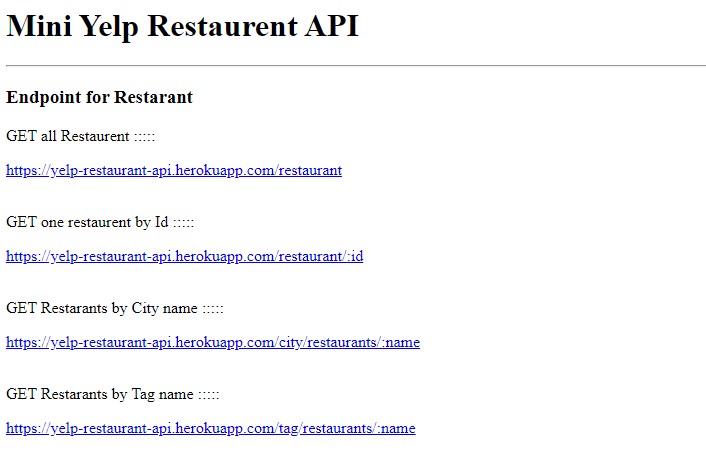 Mini Yelp Restaurent API
Endpoint for Restarant
GET all Restaurent :::::
https://yelp-restaurant-api.herokuapp.com/restaurant
GET one restaurent by Id :::::
https://yelp-restaurant-api.herokuapp.com/restaurant/:id
GET Restarants by City name :::::
https://yelp-restaurant-api.herokuapp.com/city/restaurants/:name
GET Restarants by Tag name :::::
https://yelp-restaurant-api.herokuapp.com/tag/restaurants/:name